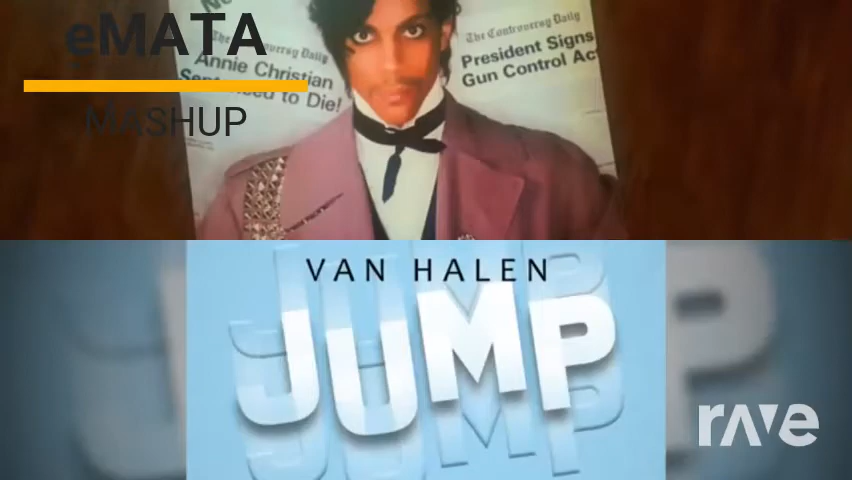 eMATA
MASHUP
The Controversy Daily
Annie Christian
Sentenced to Die!
The Controversy Daily
President Signs
Gun Control Act
VAN HALEN
JUMP
rave